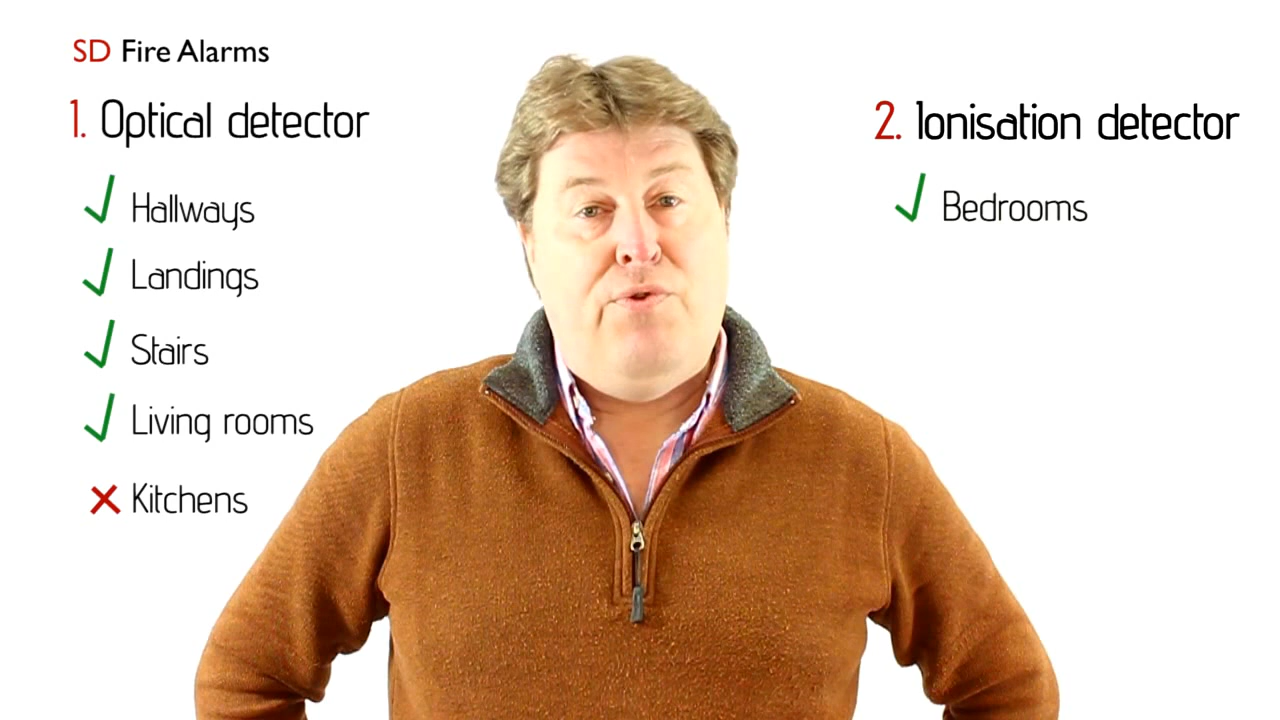 SD Fire Alarms
1. Optical detector
Hallways
Landings
Stairs
Living rooms
Kitchens
2. Ionisation detector
Bedrooms